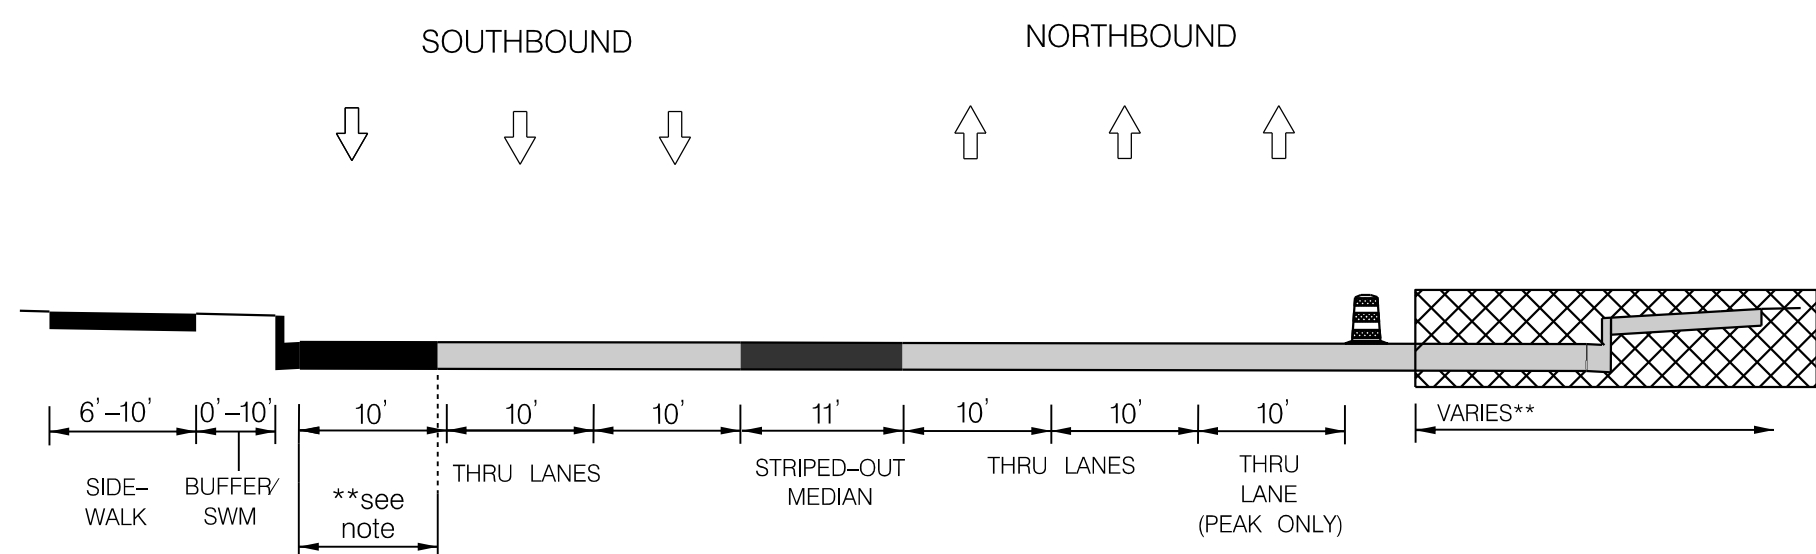 SOUTHBOUND
NORTHBOUND
6'-10'
0'-10'
10'
10'
10'
11'
10'
10'
10'
VARIES**
SIDE-
WALK
BUFFER/
SWM
**see
note
THRU LANES
STRIPED-OUT
MEDIAN
THRU LANES
THRU
LANE
(PEAK ONLY)